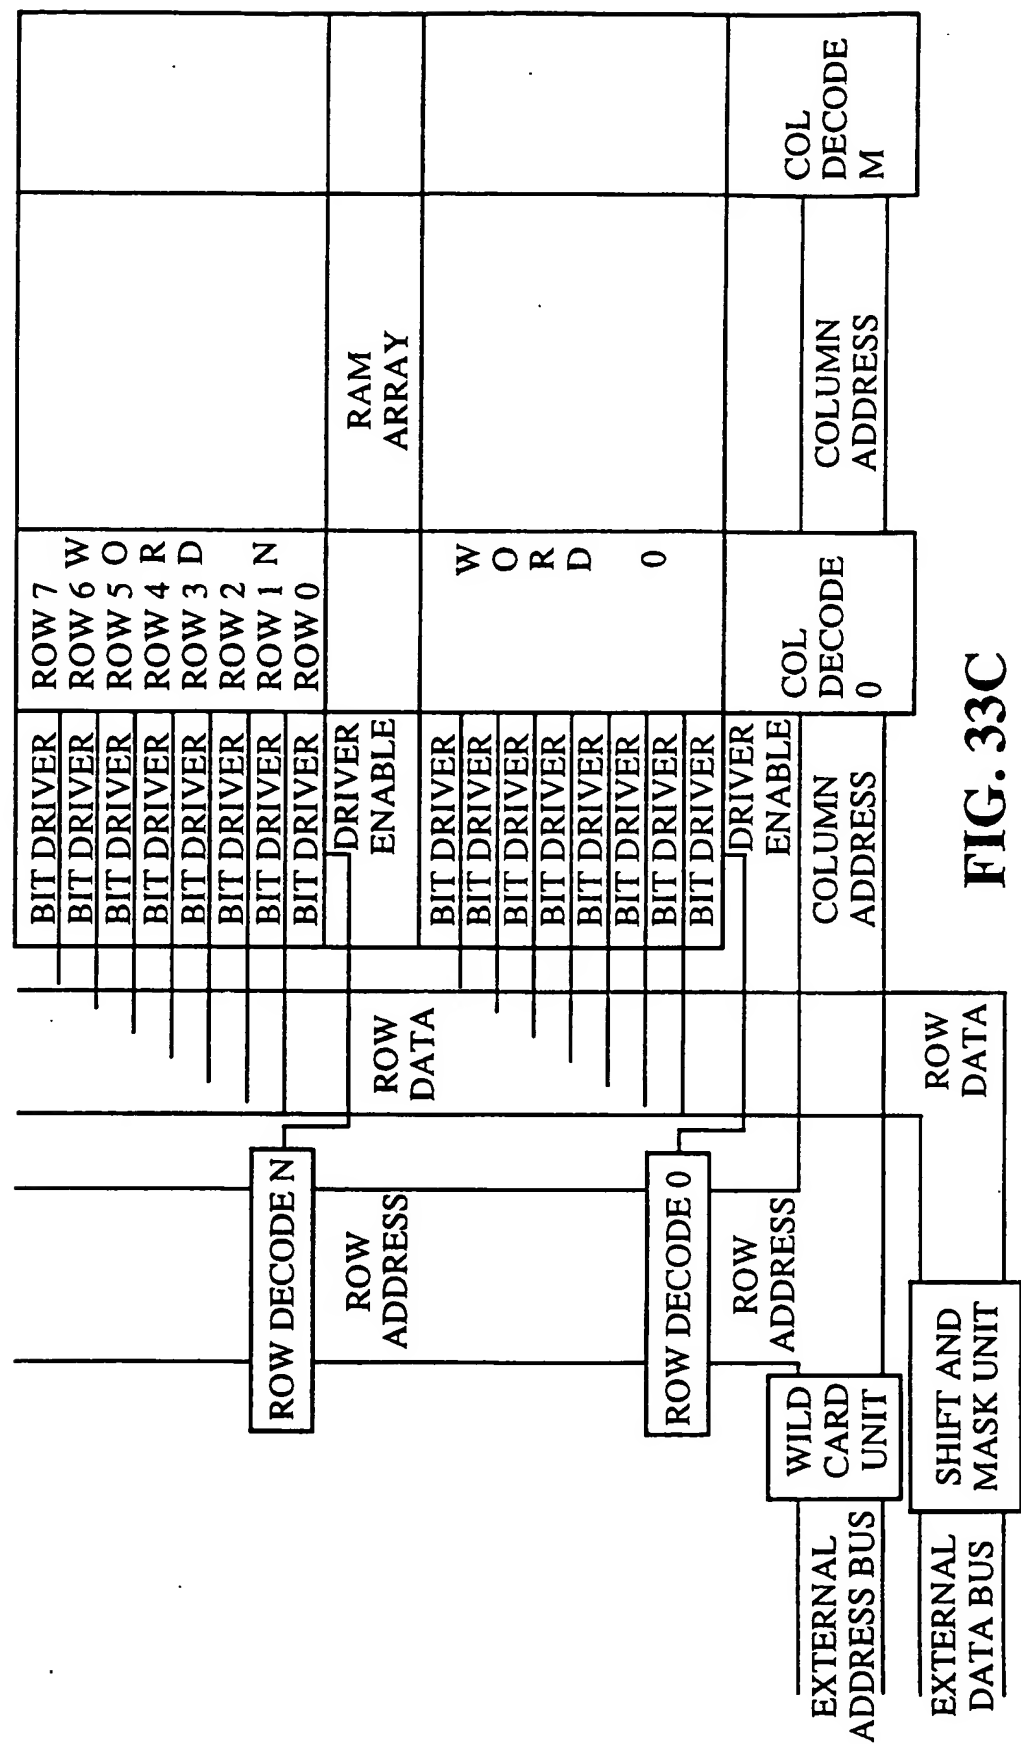 BIT DRIVER
BIT DRIVER
BIT DRIVER
BIT DRIVER
BIT DRIVER
BIT DRIVER
BIT DRIVER
BIT DRIVER
ROW 7
ROW 6
ROW 5
ROW 4
ROW 3
ROW 2
ROW 1
ROW 0
WORD N
ROW DECODE N
DRIVER
ENABLE
RAM
ARRAY
ROW
DATA
ROW
ADDRESS
BIT DRIVER
BIT DRIVER
BIT DRIVER
BIT DRIVER
BIT DRIVER
BIT DRIVER
BIT DRIVER
BIT DRIVER
WORD 0
ROW DECODE 0
DRIVER
ENABLE
ROW
ADDRESS
COL
DECODE
0
COL
DECODE
M
EXTERNAL
ADDRESS BUS
WILD
CARD
UNIT
COLUMN
ADDRESS
COLUMN
ADDRESS
EXTERNAL
DATA BUS
SHIFT AND
MASK UNIT
ROW
DATA
FIG. 33C